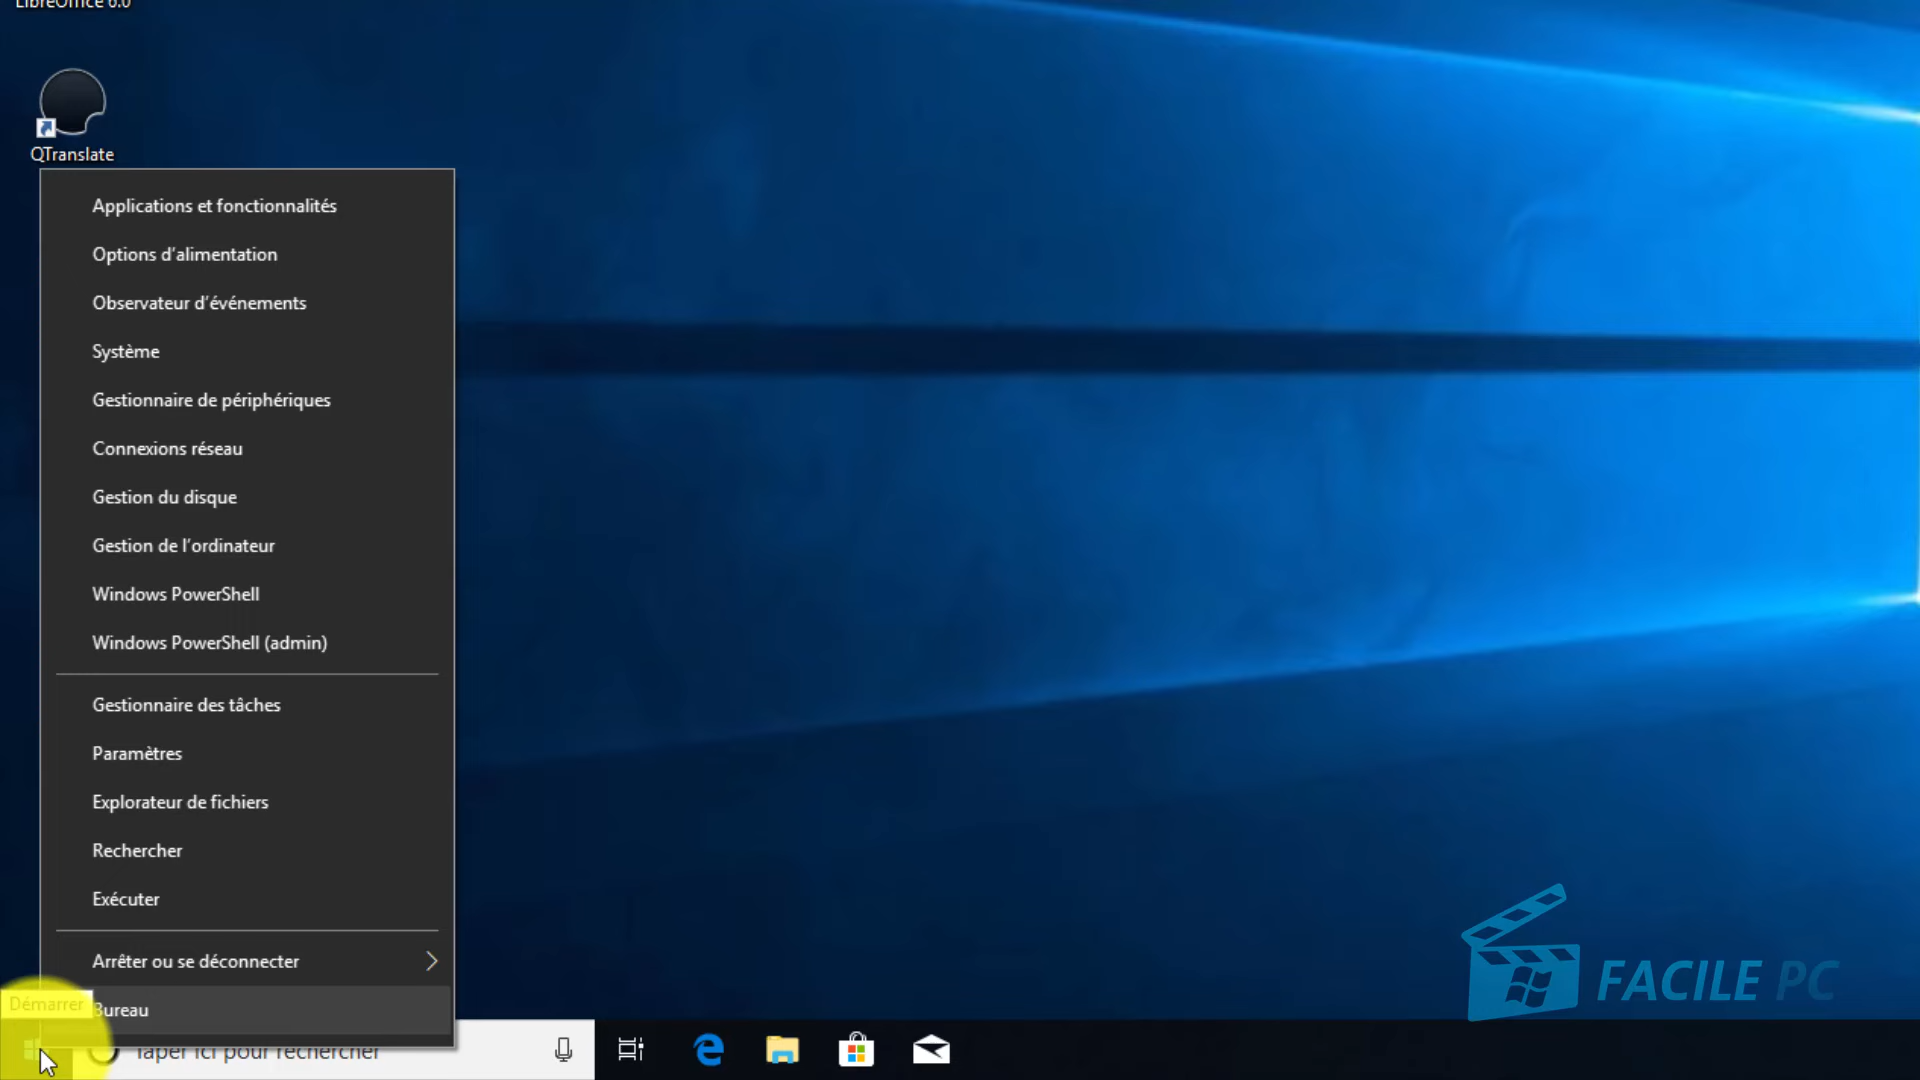 LibreOffice 6.0
QTranslate
Applications et fonctionnalités
Options d'alimentation
Observateur d'événements
Système
Gestionnaire de périphériques
Connexions réseau
Gestion du disque
Gestion de l'ordinateur
Windows PowerShell
Windows PowerShell (admin)
Gestionnaire des tâches
Paramètres
Explorateur de fichiers
Rechercher
Exécuter
Arrêter ou se déconnecter
Démarrer
Bureau
Taper ici pour rechercher
FACILE PC